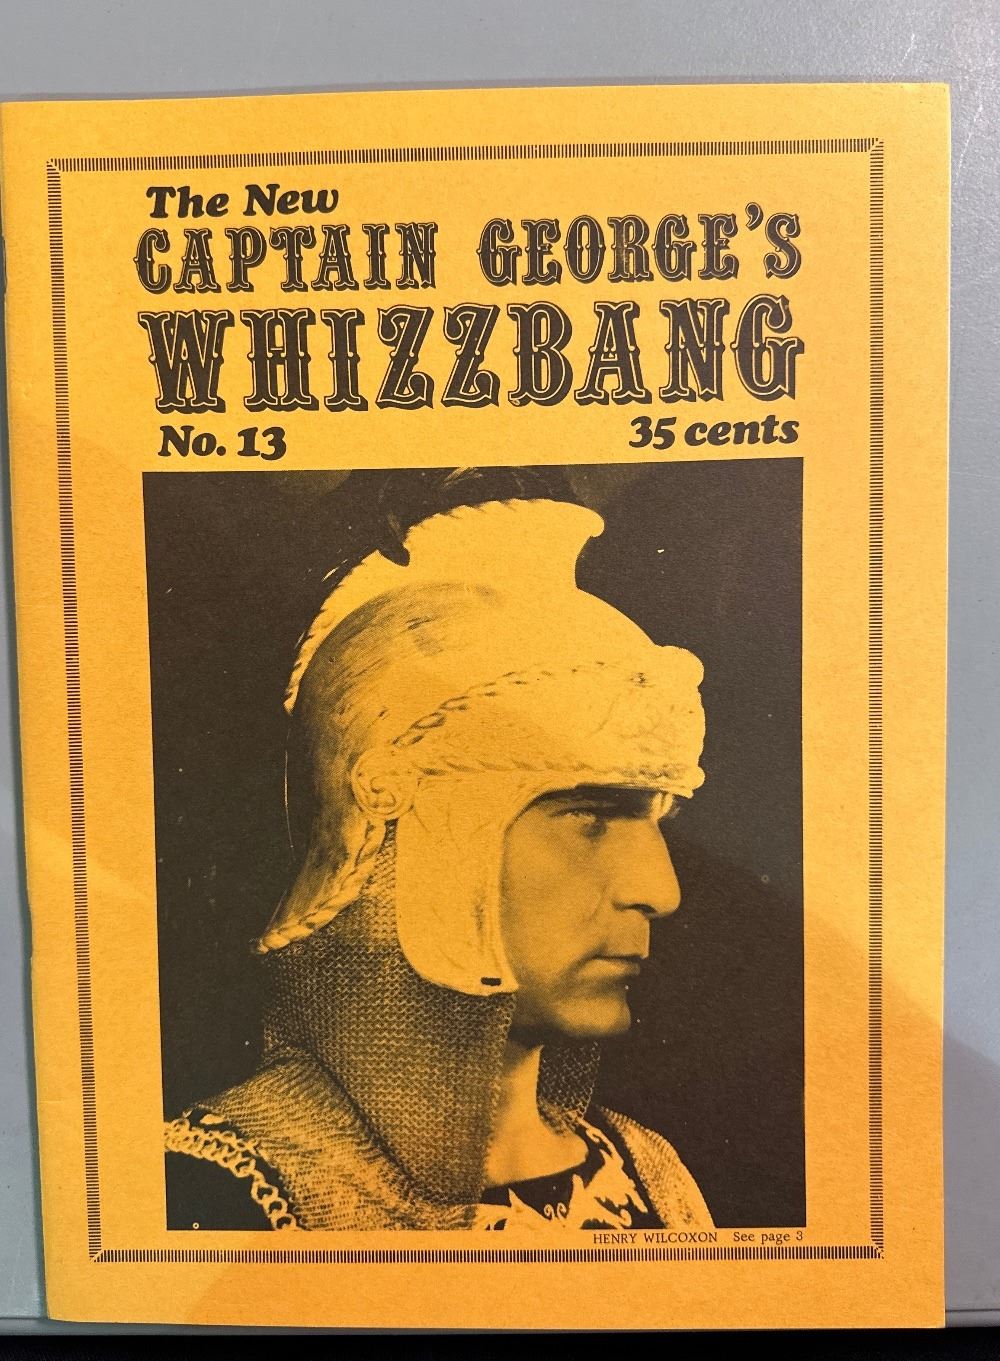 The New
CAPTAIN GEORGE'S
WHIZZBANG
No. 13 35 cents
HENRY WILCOXON See page 3